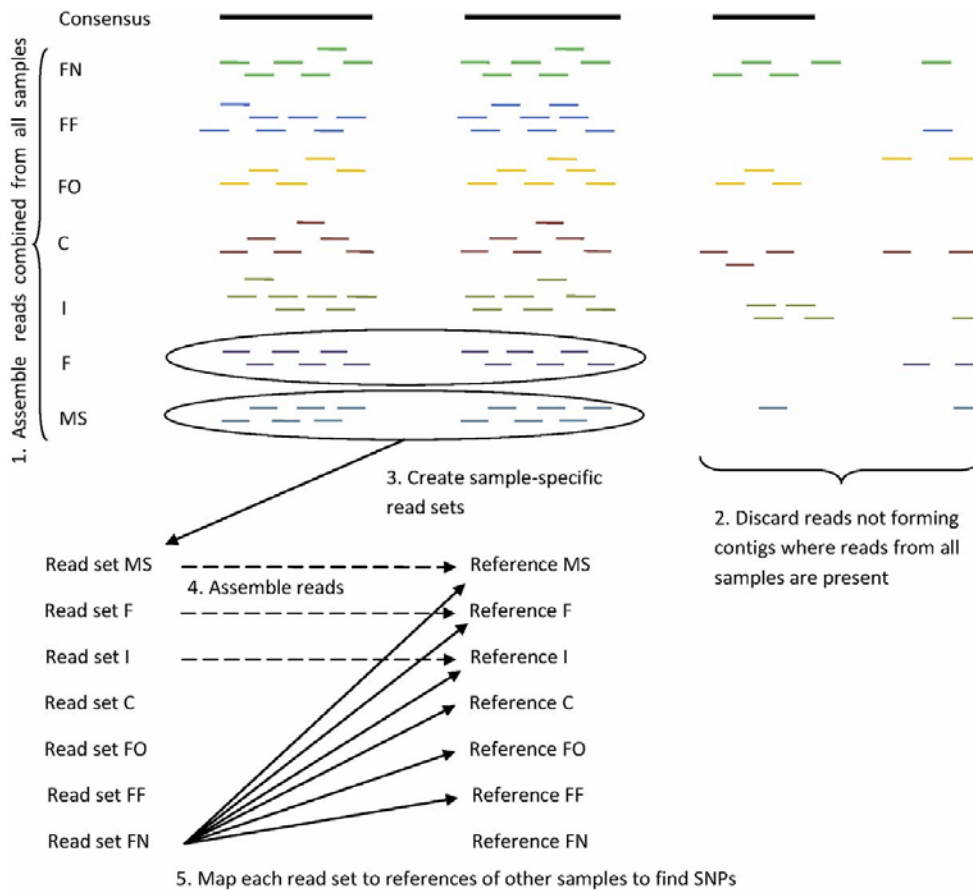 Consensus
1. Assemble reads combined from all samples
FN
FF
FO
C
I
F
MS
3. Create sample-specific
read sets
2. Discard reads not forming
contigs where reads from all
samples are present
Read set MS
Reference MS
4. Assemble reads
Read set F
Reference F
Read set I
Reference I
Read set C
Reference C
Read set FO
Reference FO
Read set FF
Reference FF
Read set FN
Reference FN
5. Map each read set to references of other samples to find SNPs